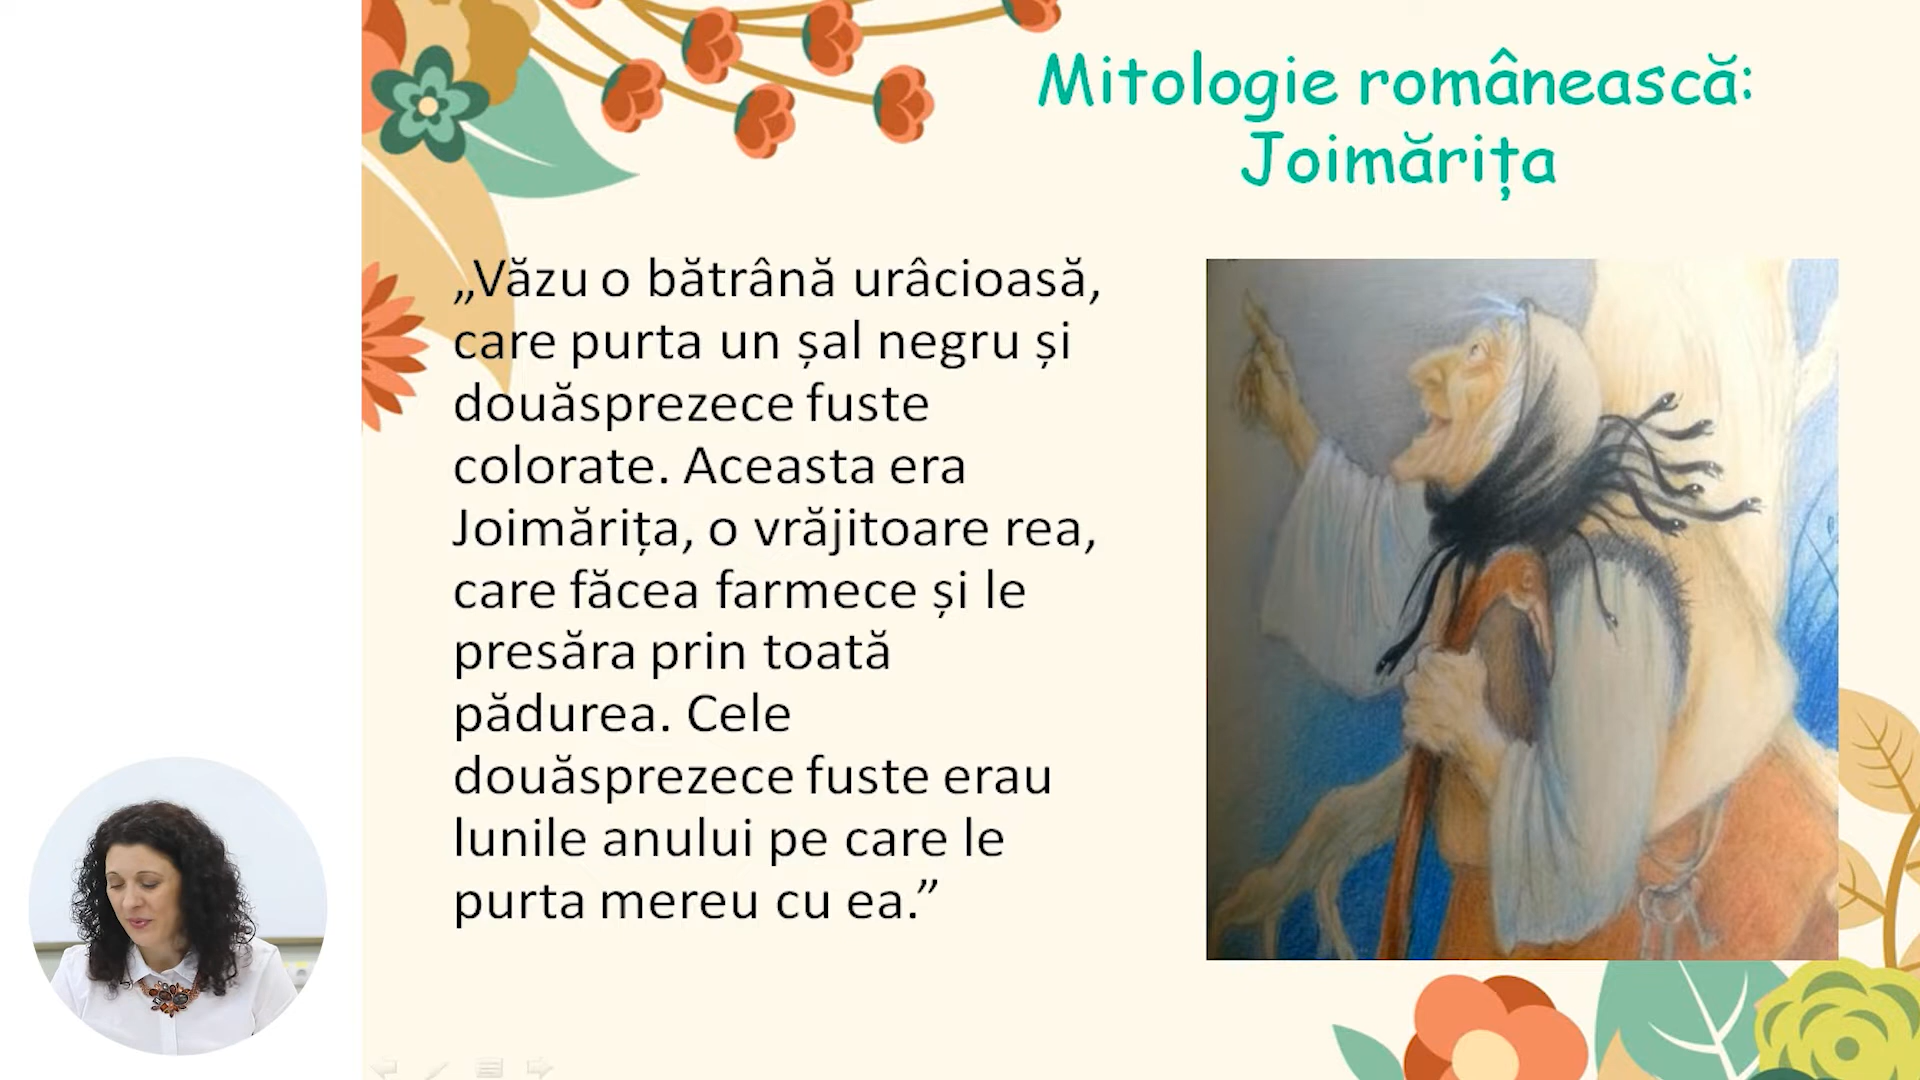 Mitologie românească:
Joimărița
„Văzu o bătrână urâcioasă,
care purta un șal negru și
douăsprezece fuste
colorate. Aceasta era
Joimărița, o vrăjitoare rea,
care făcea farmece și le
presăra prin toată
pădurea. Cele
douăsprezece fuste erau
lunile anului pe care le
purta mereu cu ea.”